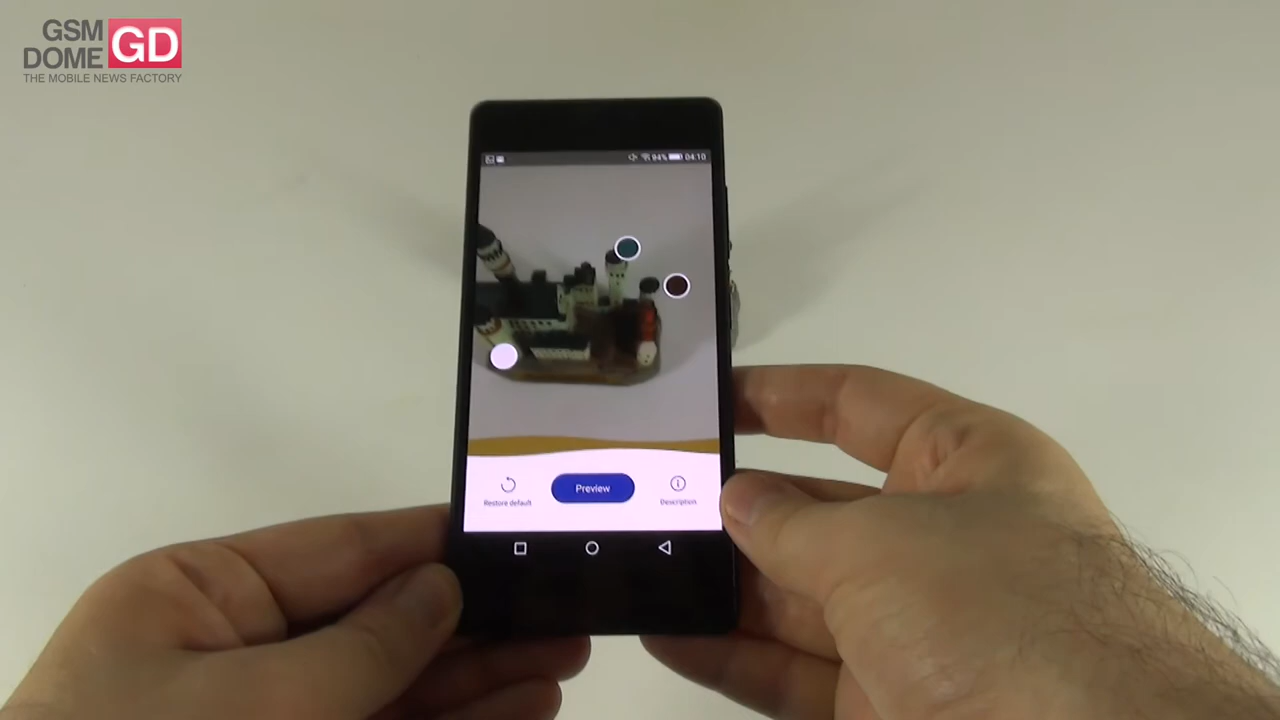 GSM
DOME GD
THE MOBILE NEWS FACTORY
94% 04:10
Restore default
Preview
Description